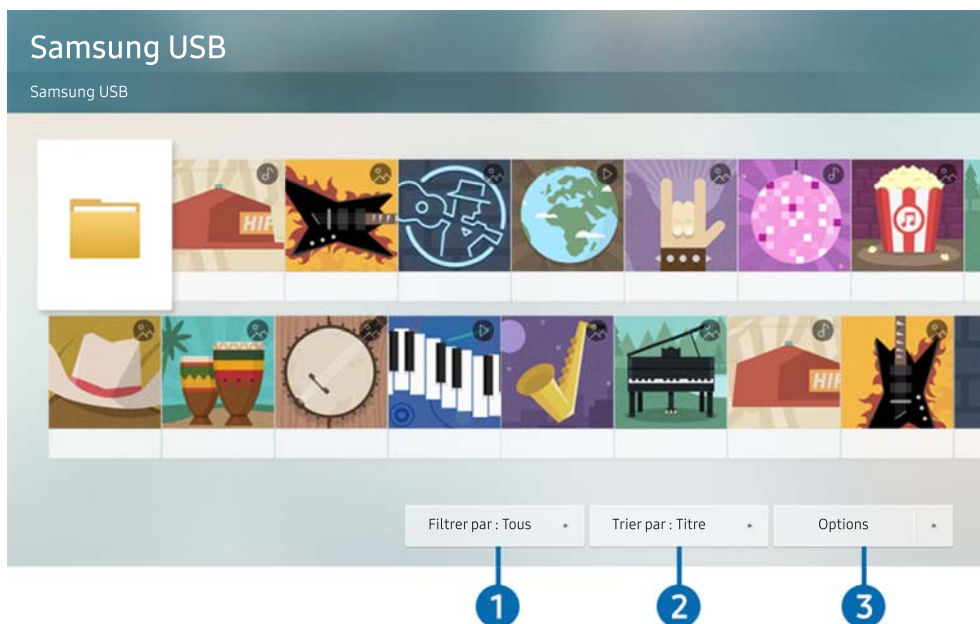 Samsung USB
Samsung USB
HIF
HIF
Filtrer par : Tous
Trier par : Titre
Options
1
2
3